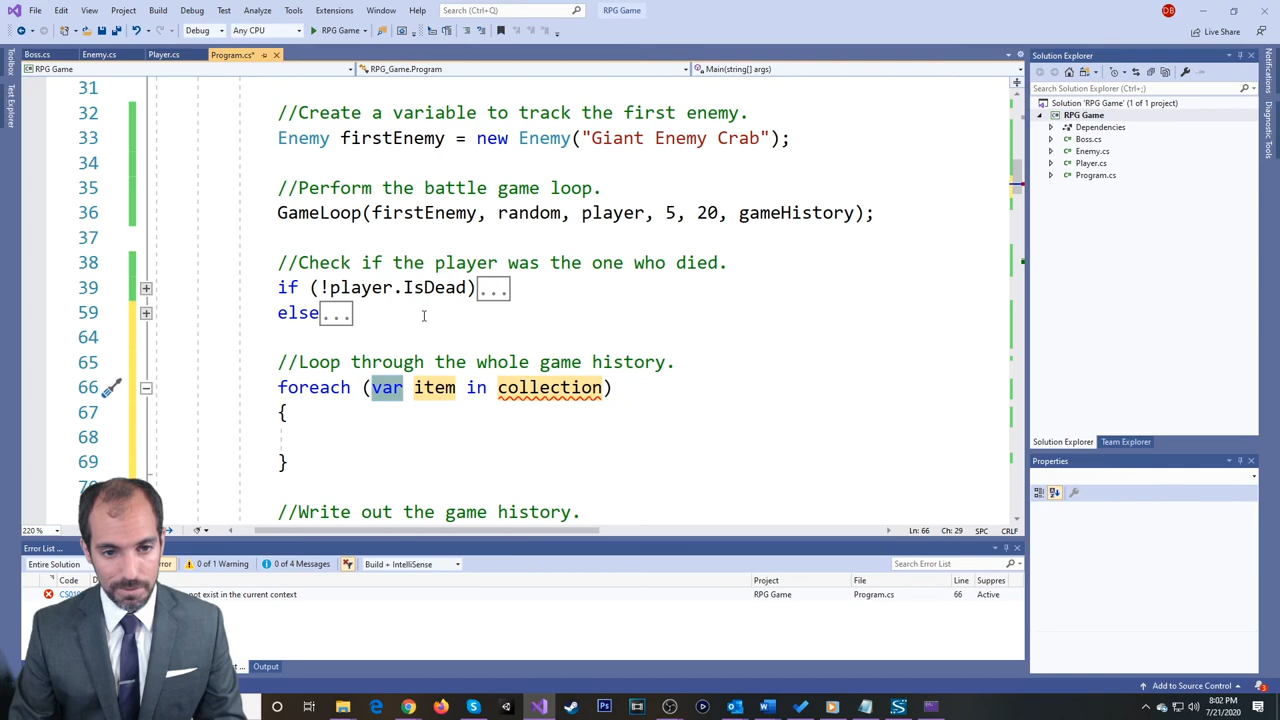 File Edit View Project Build Debug Test Analyze Tools Extensions Window Help Search (Ctrl+Q) RPG Game DB
Debug Any CPU RPG Game Live Share
Boss.cs Enemy.cs Player.cs Program.cs* Solution Explorer
RPG Game RPG_Game.Program Main(string[] args)
Search Solution Explorer (Ctrl+;)
Solution 'RPG Game' (1 of 1 project)
RPG Game
Dependencies
Boss.cs
Enemy.cs
Player.cs
Program.cs
Toolbox Test Explorer
Notifications Diagnostic Tools
31
32 //Create a variable to track the first enemy.
33 Enemy firstEnemy = new Enemy("Giant Enemy Crab");
34
35 //Perform the battle game loop.
36 GameLoop(firstEnemy, random, player, 5, 20, gameHistory);
37
38 //Check if the player was the one who died.
39 if (!player.IsDead)...
59 else...
64
65 //Loop through the whole game history.
66 foreach (var item in collection)
67 {
68
69 }
//Write out the game history.
Solution Explorer Team Explorer
Properties
220 % Ln: 66 Ch: 29 SPC CRLF
Error List ...
Entire Solution 0 of 1 Warning 0 of 4 Messages Build + IntelliSense Search Error List
Code Project File Line Suppres
not exist in the current context RPG Game Program.cs 66 Active
Output
Add to Source Control 3
8:02 PM
7/21/2020